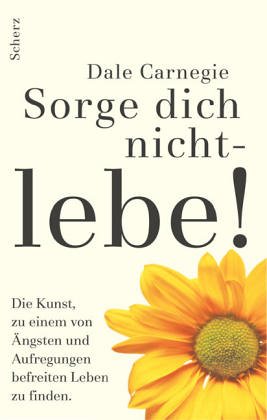 Scherz
Dale Carnegie
Sorge dich
nicht-
lebe!
Die Kunst,
zu einem von
Ängsten und
Aufregungen
befreiten Leben
zu finden.